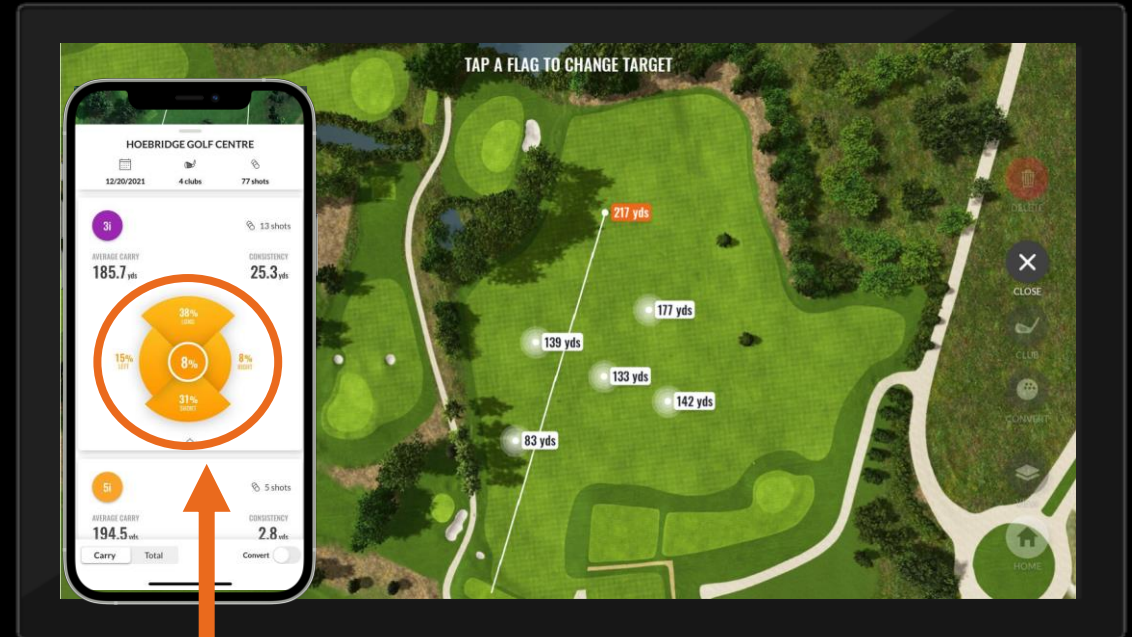 TAP A FLAG TO CHANGE TARGET
HOEBRIDGE GOLF CENTRE
12/20/2021 4 clubs 77 shots
3i 13 shots
AVERAGE CARRY CONSISTENCY
185.7 yds 25.3 yds
38%
LONG
15% 8% 8%
LEFT RIGHT
31%
SHORT
5i 5 shots
AVERAGE CARRY CONSISTENCY
194.5 yds 2.8 yds
Carry Total Convert
217 yds
177 yds
139 yds
133 yds
142 yds
83 yds
DELETE
CLOSE
CLUB
CONVERT
HOME